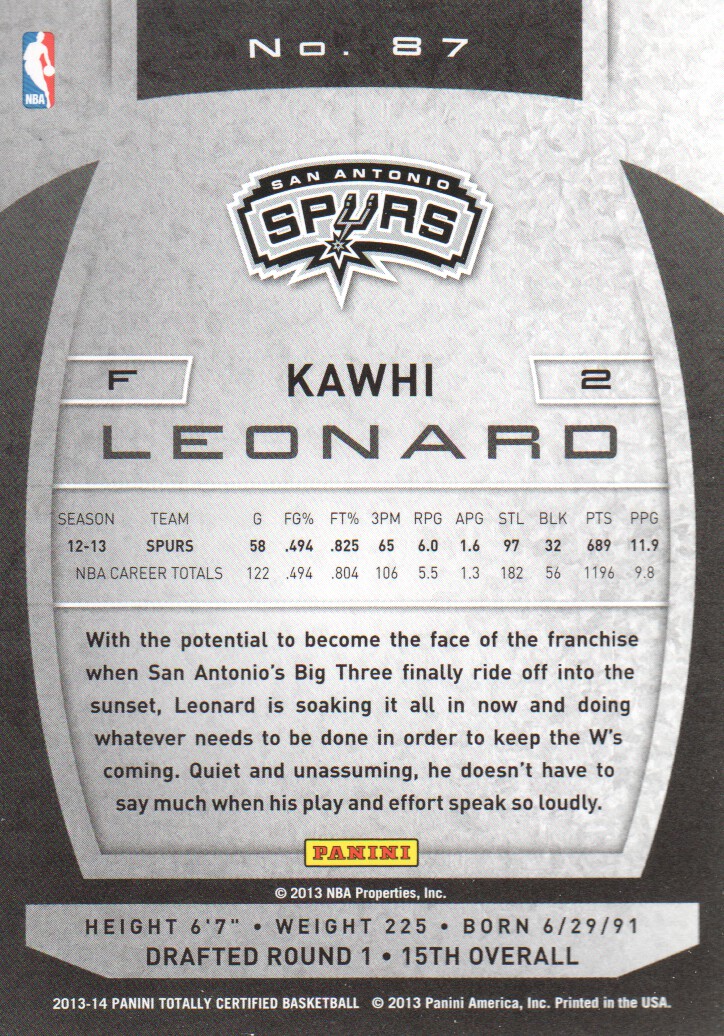 No. 87
NBA
SAN ANTONIO
SPURS
F KAWHI 2
LEONARD
SEASON TEAM G FG% FT% 3PM RPG APG STL BLK PTS PPG
12-13 SPURS 58 .494 .825 65 6.0 1.6 97 32 689 11.9
NBA CAREER TOTALS 122 .494 .804 106 5.5 1.3 182 56 1196 9.8
With the potential to become the face of the franchise
when San Antonio's Big Three finally ride off into the
sunset, Leonard is soaking it all in now and doing
whatever needs to be done in order to keep the W's
coming. Quiet and unassuming, he doesn't have to
say much when his play and effort speak so loudly.
PANINI
© 2013 NBA Properties, Inc.
HEIGHT 6'7" • WEIGHT 225 • BORN 6/29/91
DRAFTED ROUND 1 • 15TH OVERALL
2013-14 PANINI TOTALLY CERTIFIED BASKETBALL © 2013 Panini America, Inc. Printed in the USA.